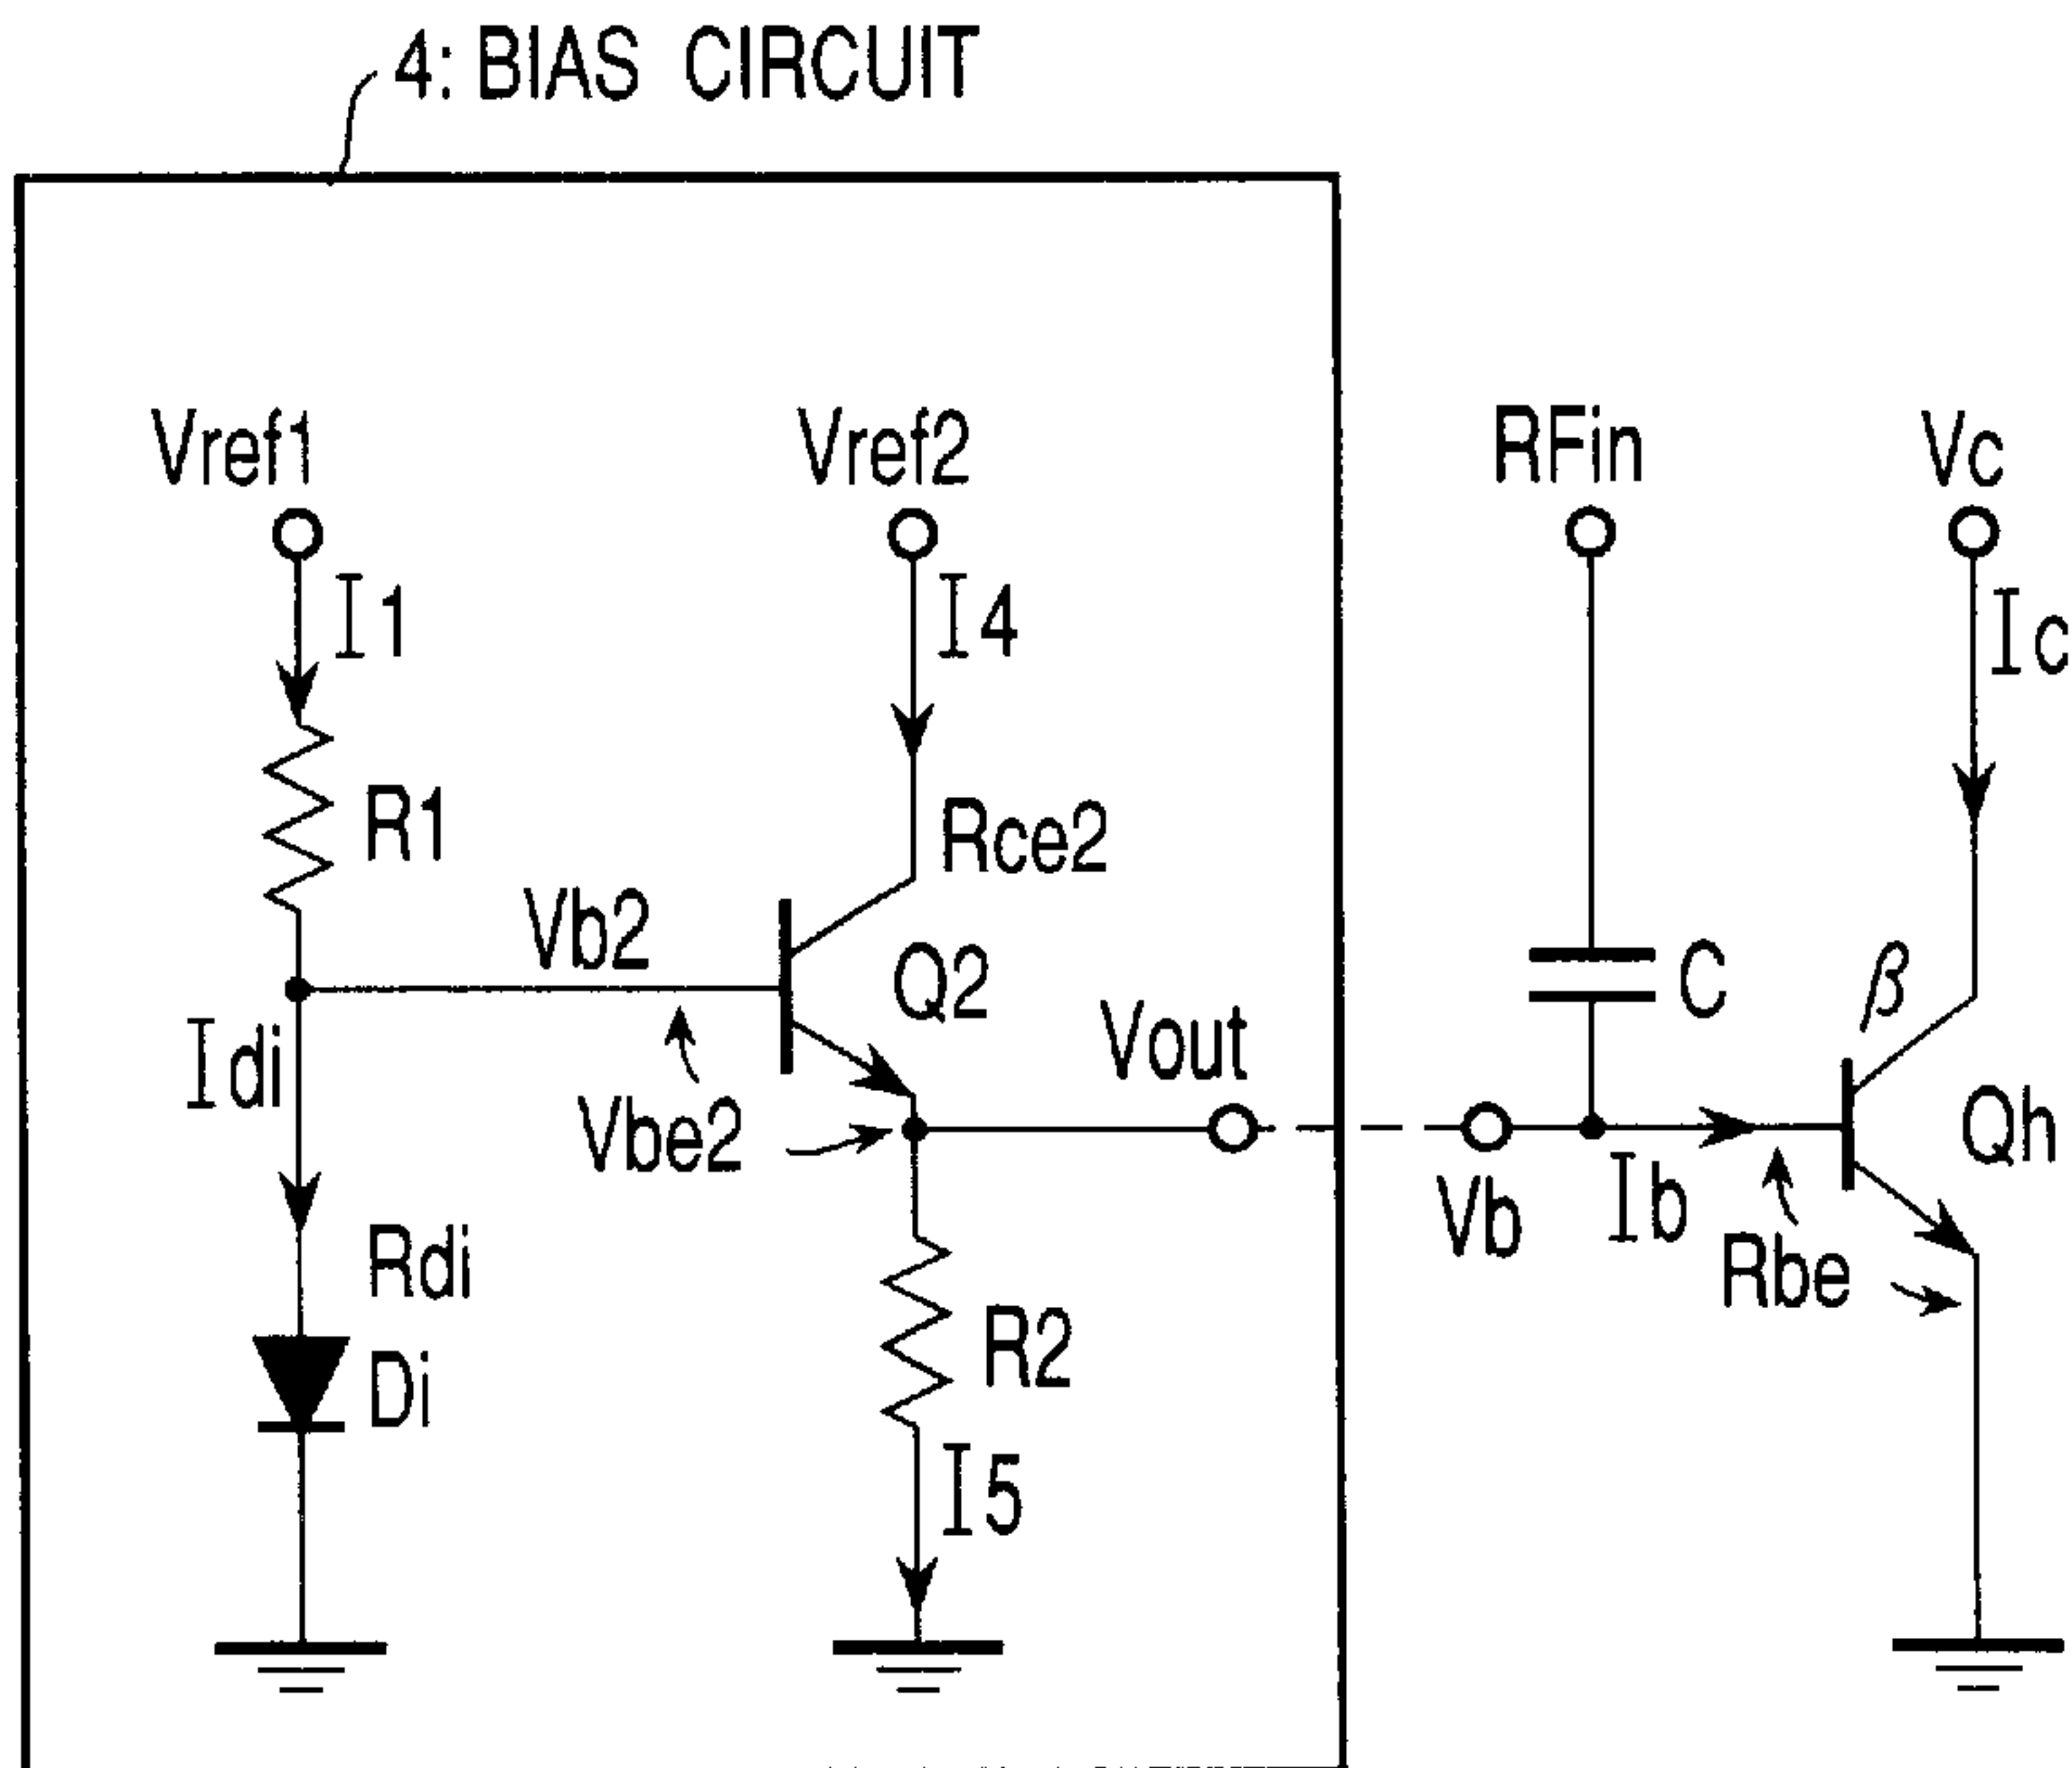 4: BIAS CIRCUIT
Vref1
Vref2
RFin
Vc
I1
I4
Ic
R1
Rce2
Vb2
Q2
C
β
Idi
Vout
Vbe2
Qh
Vb
Ib
Rbe
Rdi
Di
R2
I5